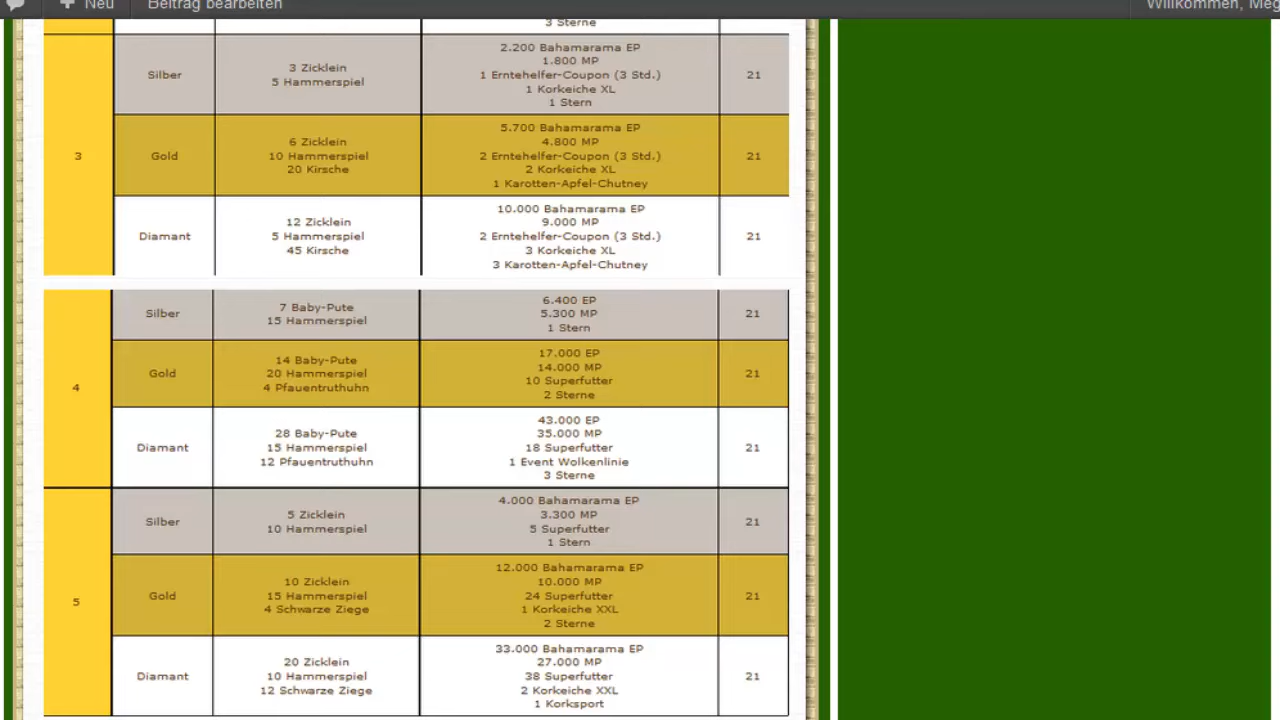 Neu
Beitrag bearbeiten
Willkommen, Meg
3 Sterne
3
Silber
3 Zicklein
5 Hammerspiel
2.200 Bahamarama EP
1.800 MP
1 Erntehelfer-Coupon (3 Std.)
1 Korkeiche XL
1 Stern
21
Gold
6 Zicklein
10 Hammerspiel
20 Kirsche
5.700 Bahamarama EP
4.800 MP
2 Erntehelfer-Coupon (3 Std.)
2 Korkeiche XL
1 Karotten-Apfel-Chutney
21
Diamant
12 Zicklein
5 Hammerspiel
45 Kirsche
10.000 Bahamarama EP
9.000 MP
2 Erntehelfer-Coupon (3 Std.)
3 Korkeiche XL
3 Karotten-Apfel-Chutney
21
4
Silber
7 Baby-Pute
15 Hammerspiel
6.400 EP
5.300 MP
1 Stern
21
Gold
14 Baby-Pute
20 Hammerspiel
4 Pfauentruthuhn
17.000 EP
14.000 MP
10 Superfutter
2 Sterne
21
Diamant
28 Baby-Pute
15 Hammerspiel
12 Pfauentruthuhn
43.000 EP
35.000 MP
18 Superfutter
1 Event Wolkenlinie
3 Sterne
21
5
Silber
5 Zicklein
10 Hammerspiel
4.000 Bahamarama EP
3.300 MP
5 Superfutter
1 Stern
21
Gold
10 Zicklein
15 Hammerspiel
4 Schwarze Ziege
12.000 Bahamarama EP
10.000 MP
24 Superfutter
1 Korkeiche XXL
2 Sterne
21
Diamant
20 Zicklein
10 Hammerspiel
12 Schwarze Ziege
33.000 Bahamarama EP
27.000 MP
38 Superfutter
2 Korkeiche XXL
1 Korksport
21